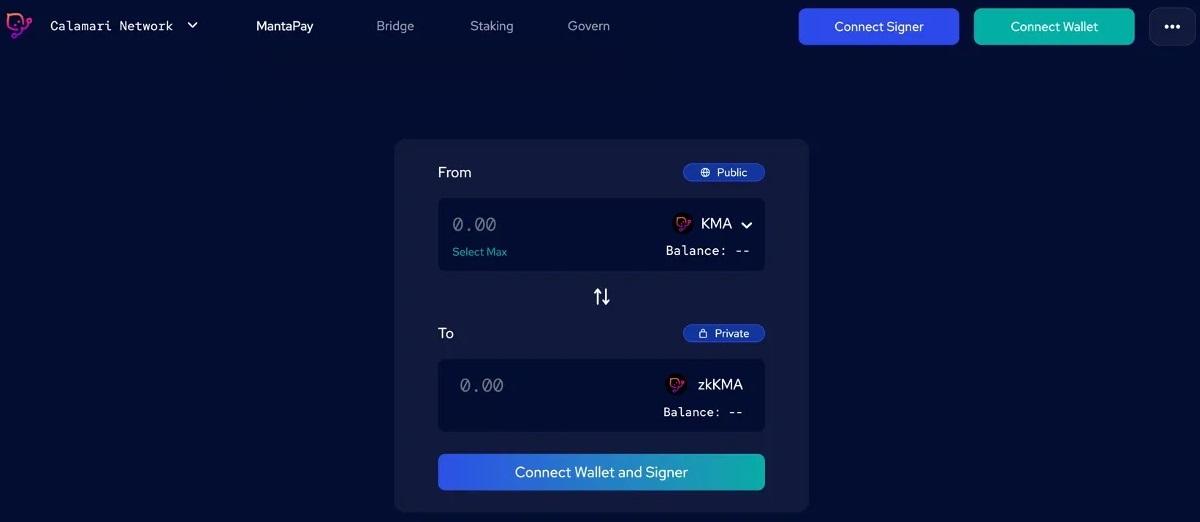 Calamari Network MantaPay Bridge Staking Govern Connect Signer Connect Wallet
From Public
0.00 KMA
Select Max Balance: --
To Private
0.00 zkKMA
Balance: --
Connect Wallet and Signer